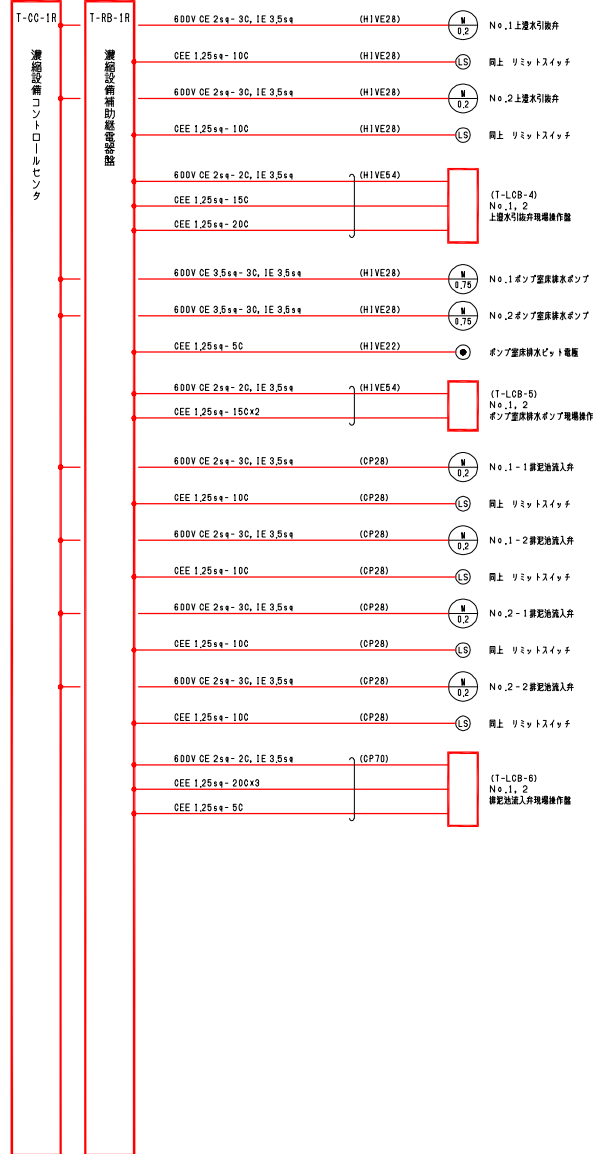 T-CC-1R
濃縮設備コントロールセンタ
T-RB-1R
濃縮設備補助継電器盤
600V CE 2sq- 3C, IE 3.5sq (HIVE28) M 0.2 No.1上澄水引抜弁
CEE 1.25sq- 10C (HIVE28) LS 同上 リミットスイッチ
600V CE 2sq- 3C, IE 3.5sq (HIVE28) M 0.2 No.2上澄水引抜弁
CEE 1.25sq- 10C (HIVE28) LS 同上 リミットスイッチ
600V CE 2sq- 2C, IE 3.5sq (HIVE54)
CEE 1.25sq- 15C
CEE 1.25sq- 20C
(T-LCB-4)
No.1, 2
上澄水引抜弁現場操作盤
600V CE 3.5sq- 3C, IE 3.5sq (HIVE28) M 0.75 No.1ポンプ室床排水ポンプ
600V CE 3.5sq- 3C, IE 3.5sq (HIVE28) M 0.75 No.2ポンプ室床排水ポンプ
CEE 1.25sq- 5C (HIVE22) ポンプ室床排水ピット電極
600V CE 2sq- 2C, IE 3.5sq (HIVE54)
CEE 1.25sq- 15C×2
(T-LCB-5)
No.1, 2
ポンプ室床排水ポンプ現場操作
600V CE 2sq- 3C, IE 3.5sq (CP28) M 0.2 No.1-1排泥池流入弁
CEE 1.25sq- 10C (CP28) LS 同上 リミットスイッチ
600V CE 2sq- 3C, IE 3.5sq (CP28) M 0.2 No.1-2排泥池流入弁
CEE 1.25sq- 10C (CP28) LS 同上 リミットスイッチ
600V CE 2sq- 3C, IE 3.5sq (CP28) M 0.2 No.2-1排泥池流入弁
CEE 1.25sq- 10C (CP28) LS 同上 リミットスイッチ
600V CE 2sq- 3C, IE 3.5sq (CP28) M 0.2 No.2-2排泥池流入弁
CEE 1.25sq- 10C (CP28) LS 同上 リミットスイッチ
600V CE 2sq- 2C, IE 3.5sq (CP70)
CEE 1.25sq- 20C×3
CEE 1.25sq- 5C
(T-LCB-6)
No.1, 2
排泥池流入弁現場操作盤